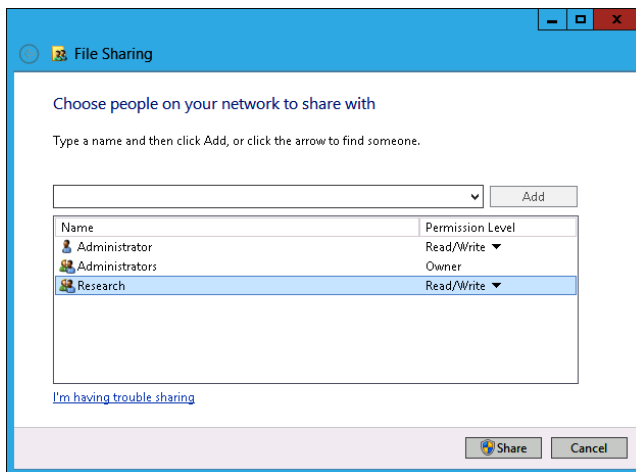 x
File Sharing
Choose people on your network to share with
Type a name and then click Add, or click the arrow to find someone.
Add
Name Permission Level
Administrator Read/Write
Administrators Owner
Research Read/Write
I'm having trouble sharing
Share Cancel